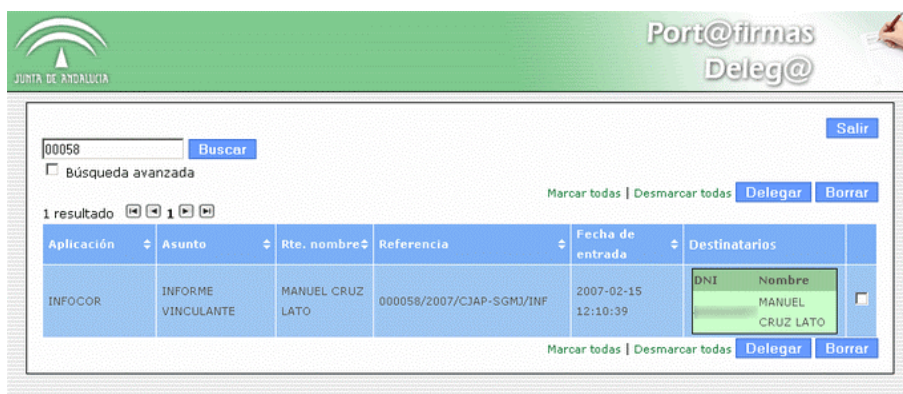 Port@firmas
Deleg@
JUNTA DE ANDALUCIA
Salir
00058 Buscar
Búsqueda avanzada
Marcar todas | Desmarcar todas Delegar Borrar
1 resultado 1
Aplicación Asunto Rte. nombre Referencia Fecha de entrada Destinatarios
INFOCOR INFORME VINCULANTE MANUEL CRUZ LATO 000058/2007/CJAP-SGMJ/INF 2007-02-15 12:10:39 DNI Nombre MANUEL CRUZ LATO
Marcar todas | Desmarcar todas Delegar Borrar